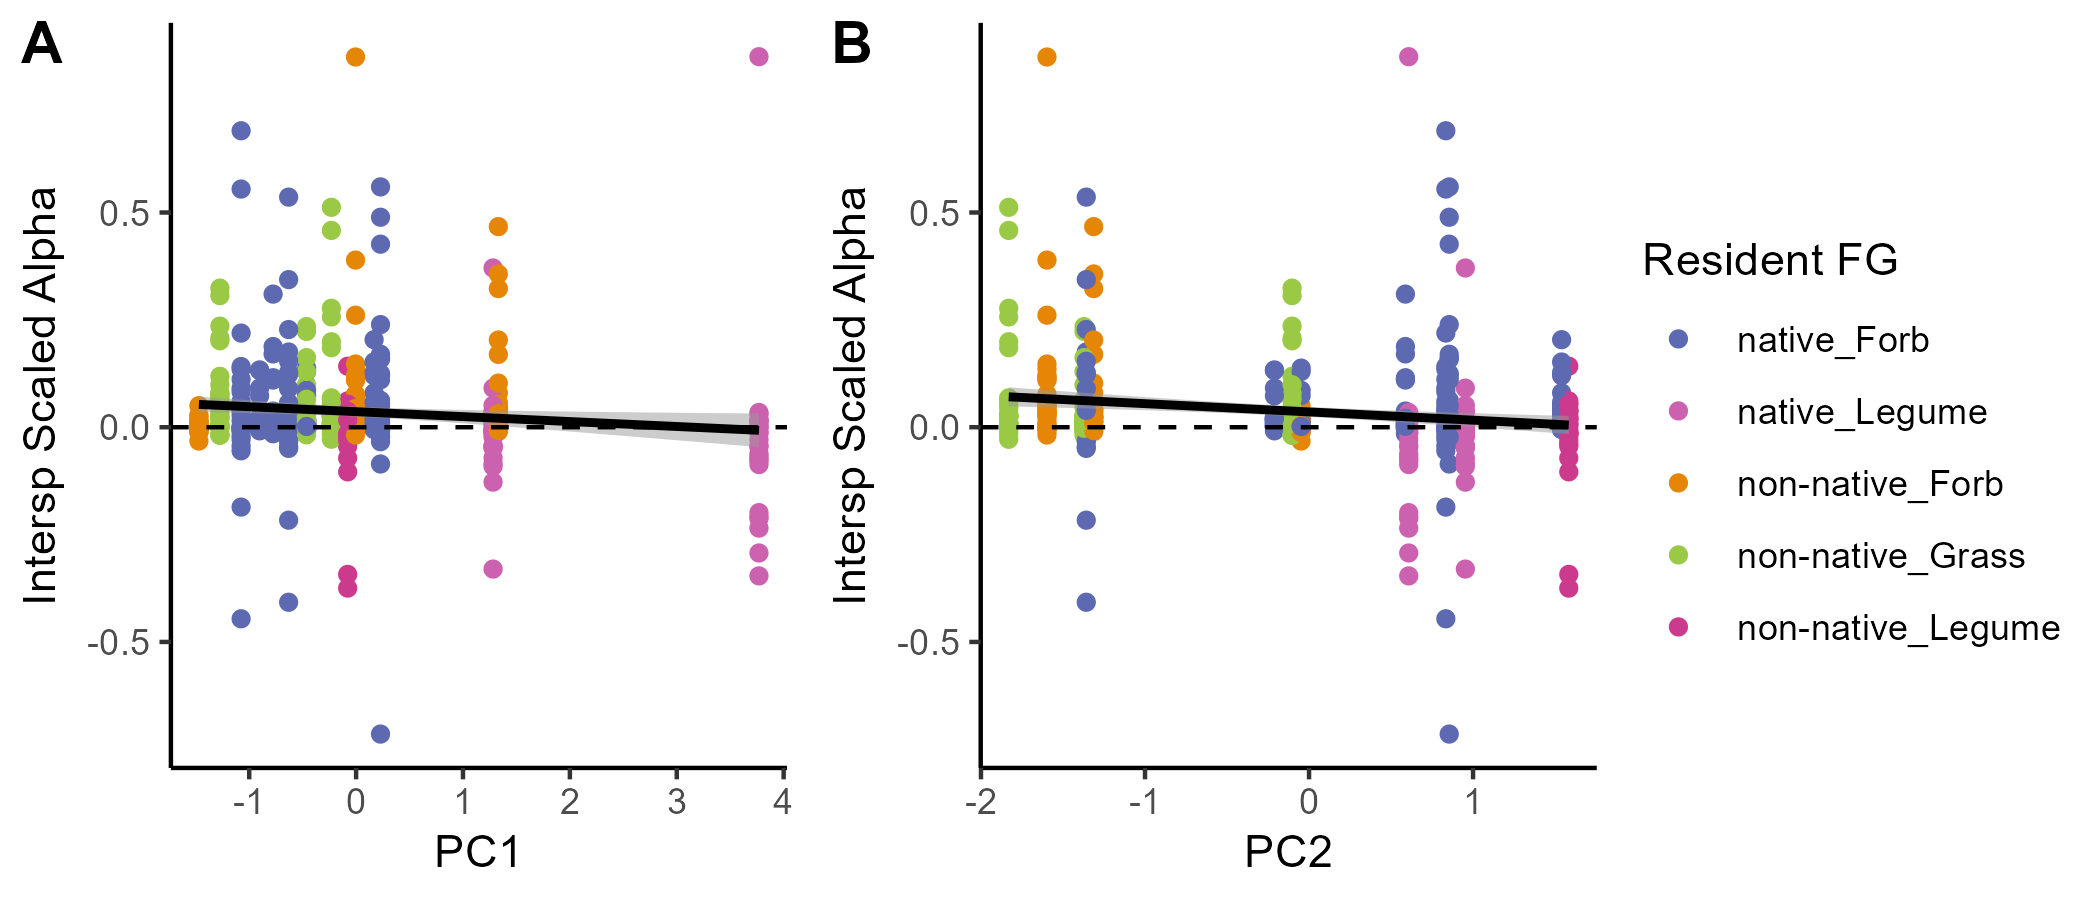 A
B
Intersp Scaled Alpha
0.5
0.0
-0.5
-1
0
1
2
3
4
PC1
Intersp Scaled Alpha
0.5
0.0
-0.5
-2
-1
0
1
PC2
Resident FG
native_Forb
native_Legume
non-native_Forb
non-native_Grass
non-native_Legume